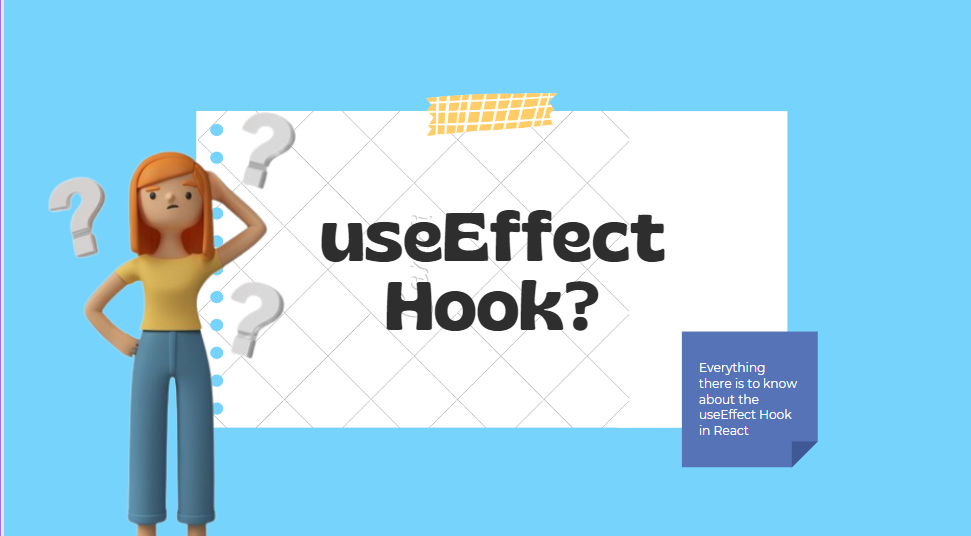 useEffect
Hook?
Everything
there is to know
about the
useEffect Hook
in React